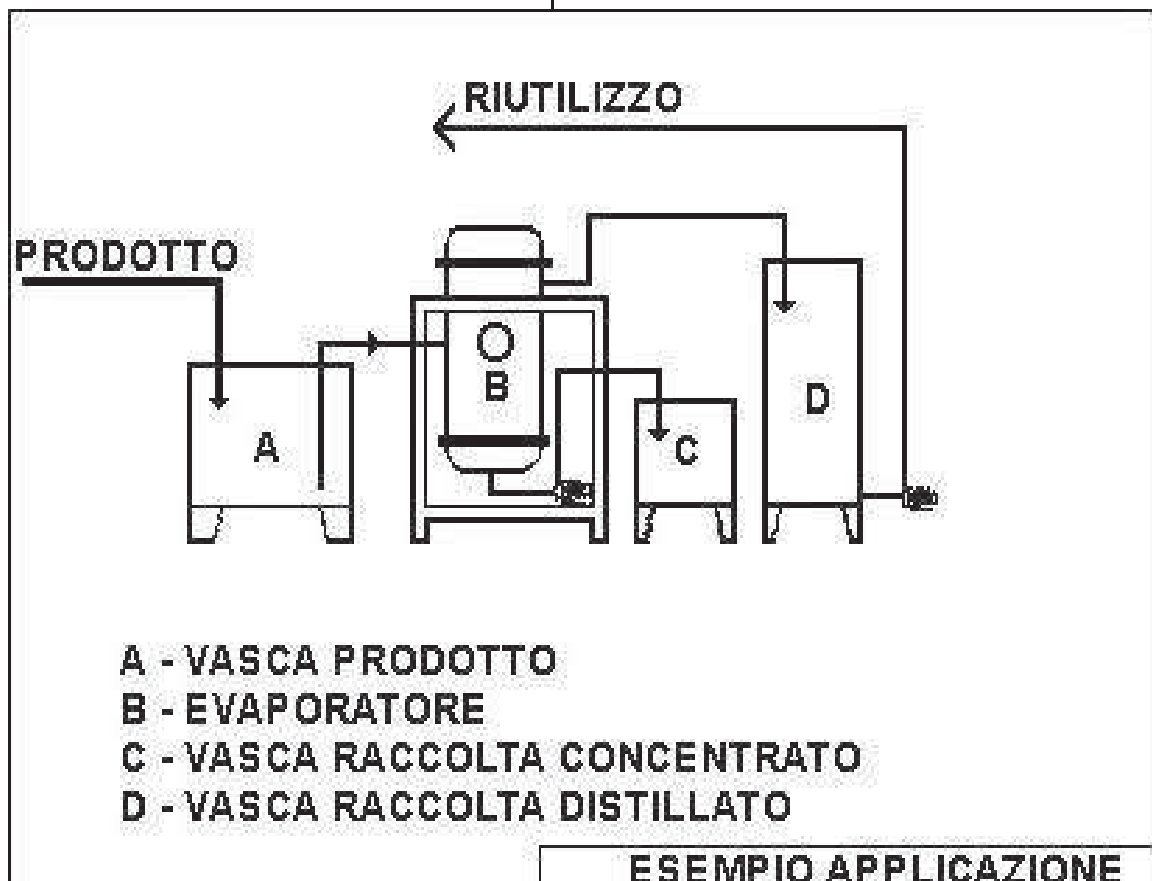 RIUTILIZZO
PRODOTTO
A
B
C
D
A - VASCA PRODOTTO
B - EVAPORATORE
C - VASCA RACCOLTA CONCENTRATO
D - VASCA RACCOLTA DISTILLATO
ESEMPIO APPLICAZIONE